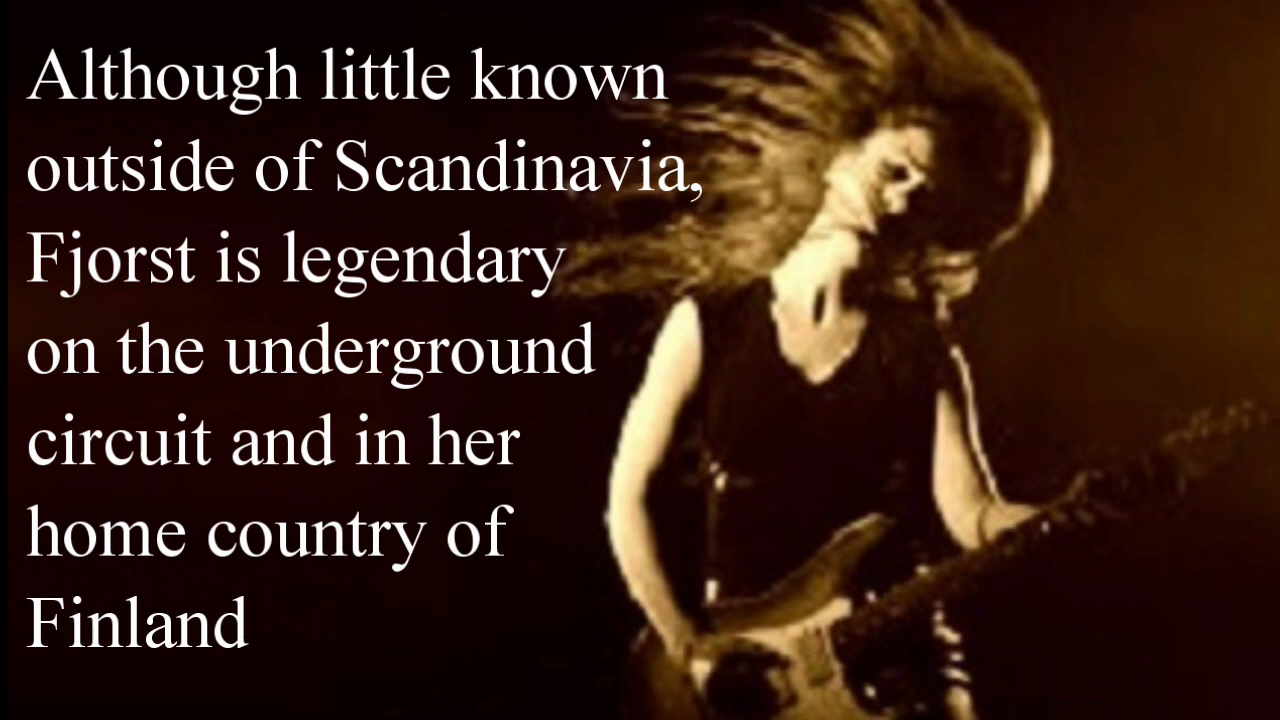 Although little known
outside of Scandinavia,
Fjorst is legendary
on the underground
circuit and in her
home country of
Finland